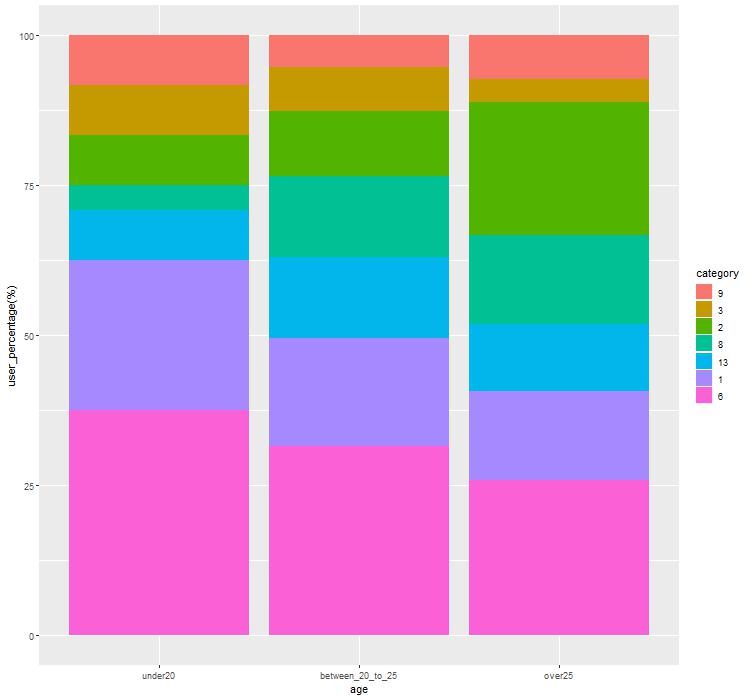 user_percentage(%)
100
75
50
25
0
under20
between_20_to_25
over25
age
category
9
3
2
8
13
1
6